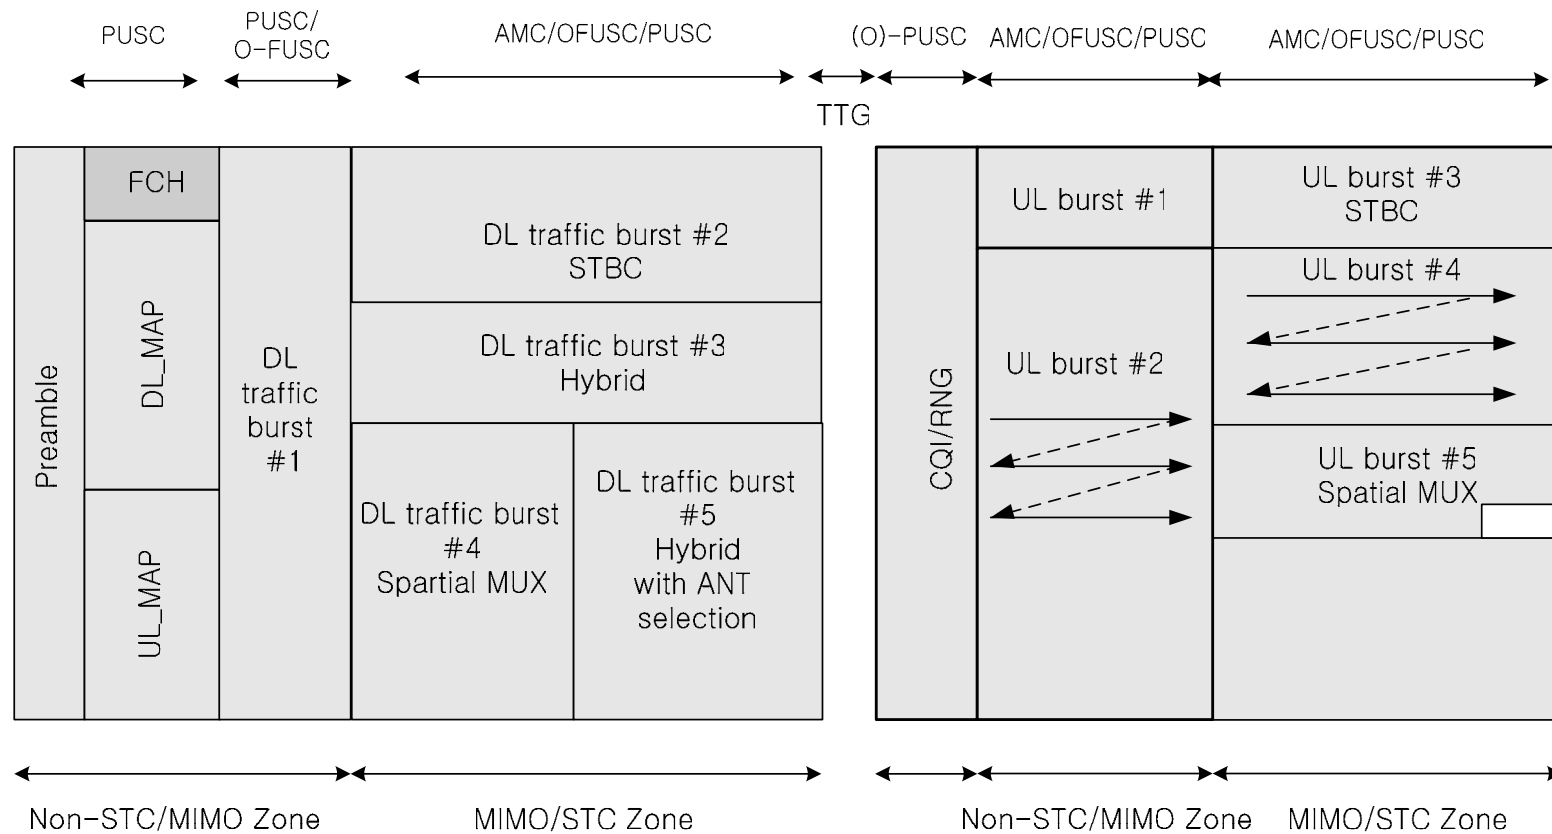 PUSC
PUSC/
O-FUSC
AMC/OFUSC/PUSC
(O)-PUSC
AMC/OFUSC/PUSC
AMC/OFUSC/PUSC
TTG
Preamble
FCH
DL_MAP
UL_MAP
DL
traffic
burst
#1
DL traffic burst #2
STBC
DL traffic burst #3
Hybrid
DL traffic burst
#4
Spartial MUX
DL traffic burst
#5
Hybrid
with ANT
selection
CQI/RNG
UL burst #1
UL burst #2
UL burst #3
STBC
UL burst #4
UL burst #5
Spatial MUX
Non-STC/MIMO Zone
MIMO/STC Zone
Non-STC/MIMO Zone
MIMO/STC Zone